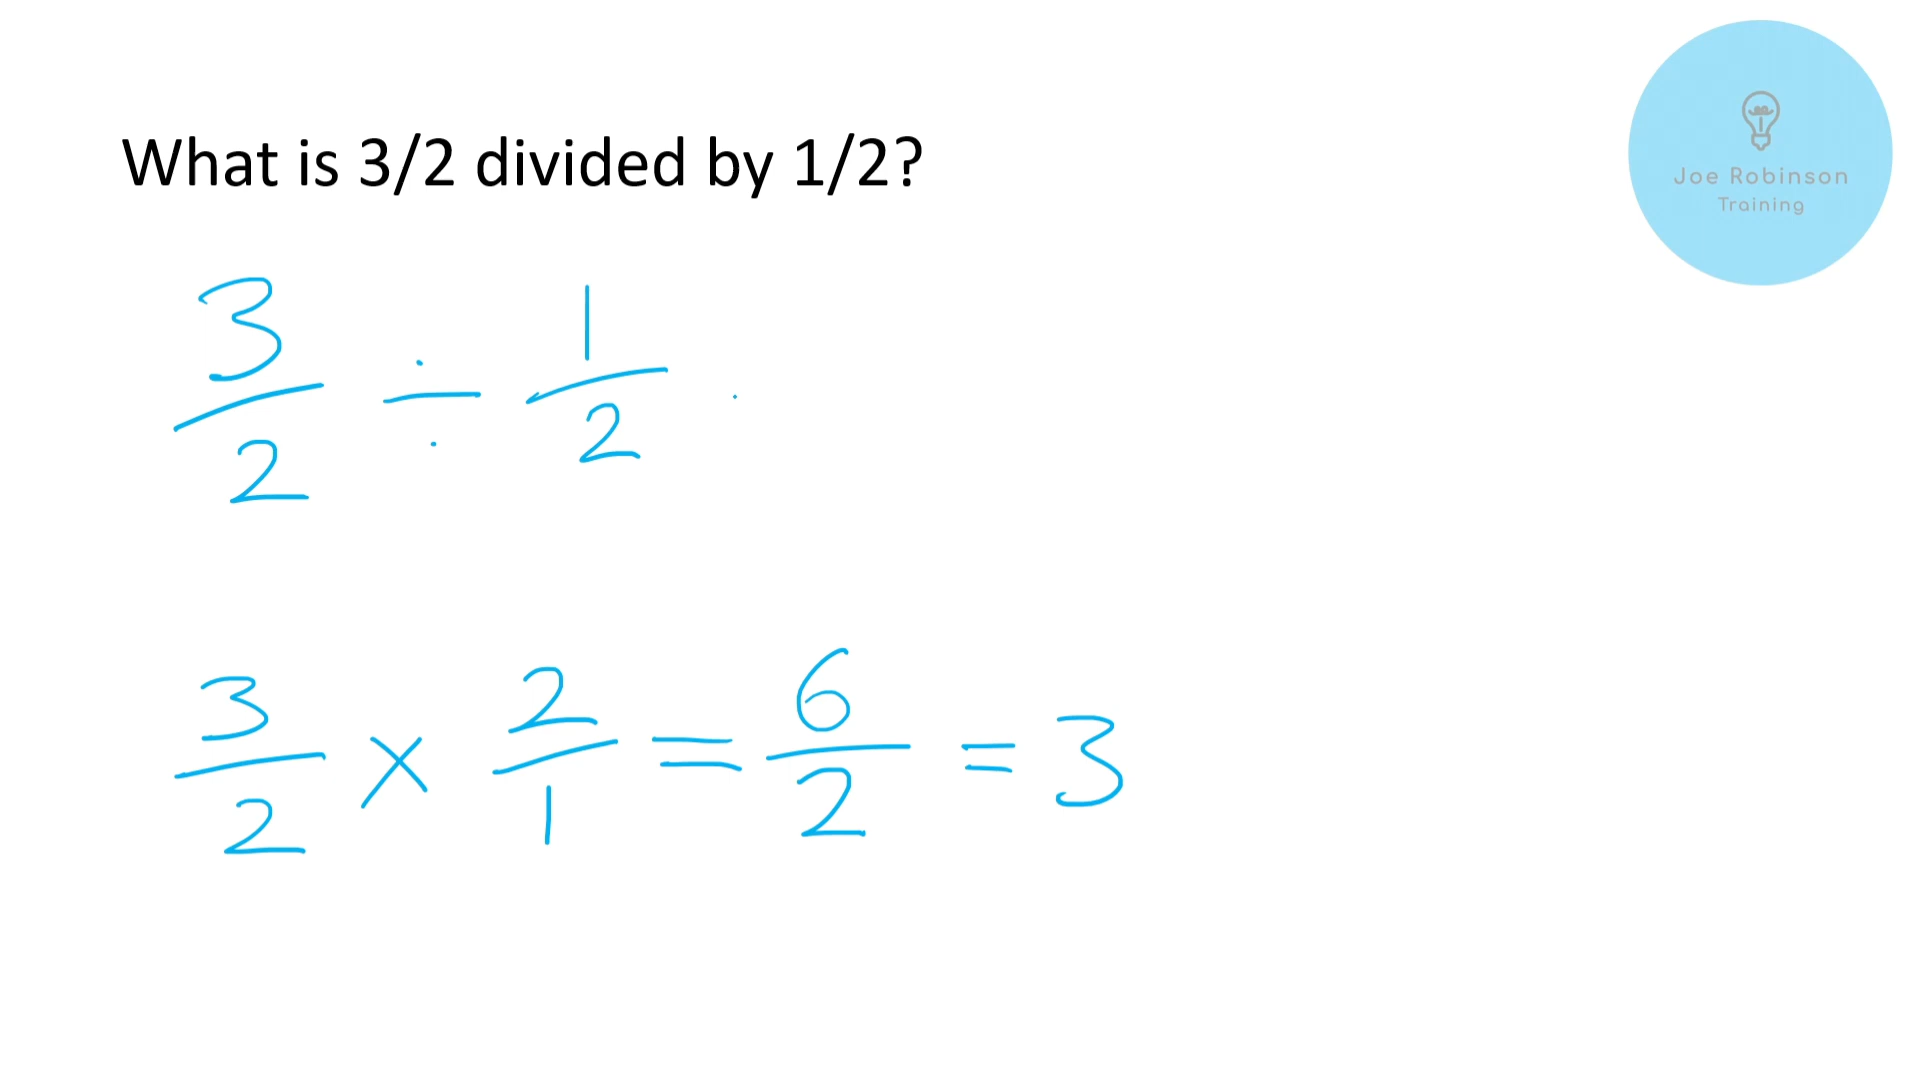 What is 3/2 divided by 1/2?
Joe Robinson
Training
3/2 ÷ 1/2
3/2 × 2/1 = 6/2 = 3